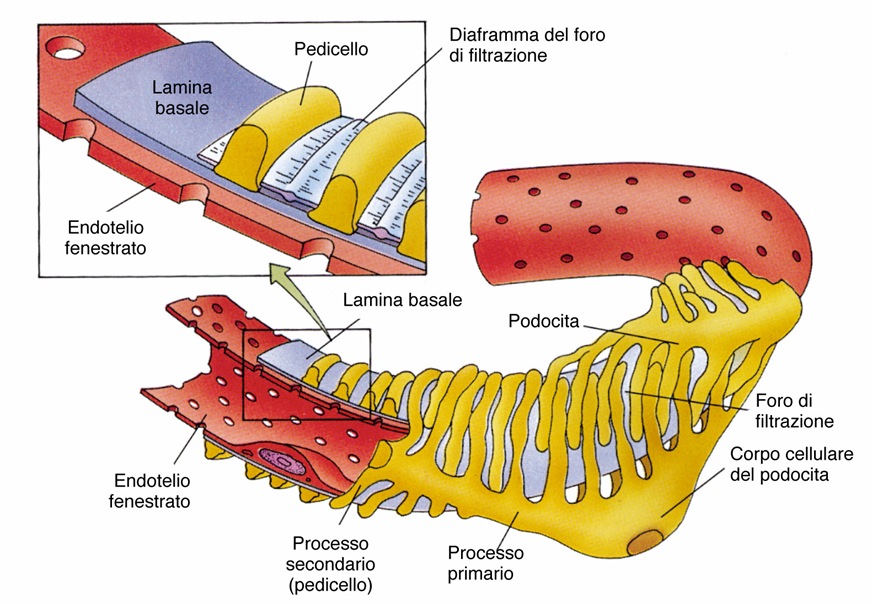 Diaframma del foro
di filtrazione
Pedicello
Lamina
basale
Endotelio
fenestrato
Lamina basale
Podocita
Foro di
filtrazione
Corpo cellulare
del podocita
Endotelio
fenestrato
Processo
secondario
(pedicello)
Processo
primario